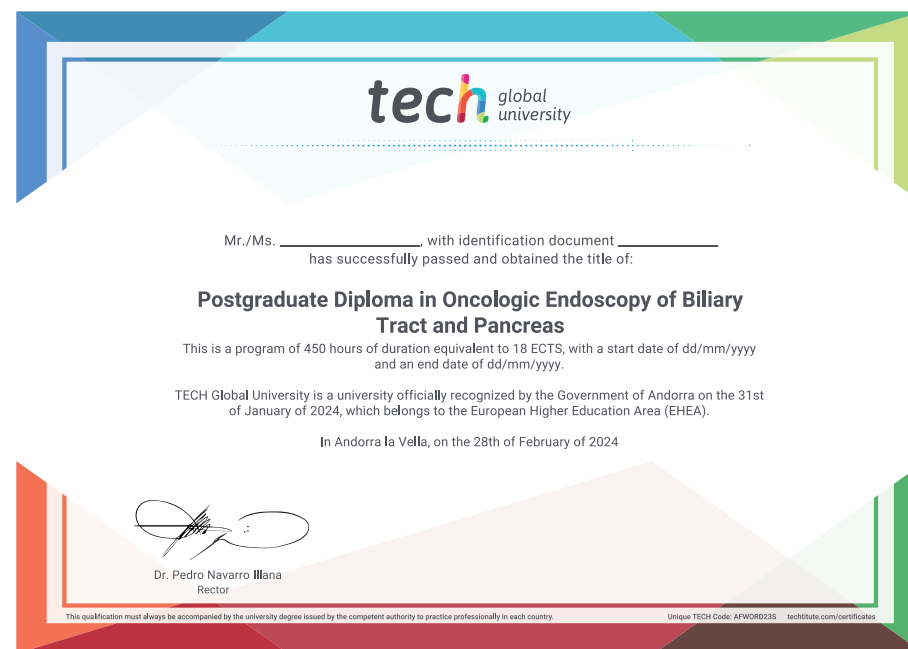 tech global
university
Mr./Ms. ____________, with identification document ____________
has successfully passed and obtained the title of:
Postgraduate Diploma in Oncologic Endoscopy of Biliary
Tract and Pancreas
This is a program of 450 hours of duration equivalent to 18 ECTS, with a start date of dd/mm/yyyy
and an end date of dd/mm/yyyy.
TECH Global University is a university officially recognized by the Government of Andorra on the 31st
of January of 2024, which belongs to the European Higher Education Area (EHEA).
In Andorra la Vella, on the 28th of February of 2024
Dr. Pedro Navarro Illana
Rector
This qualification must always be accompanied by the university degree issued by the competent authority to practice professionally in each country.
Unique TECH Code: AFWORD23S techtitute.com/certificates